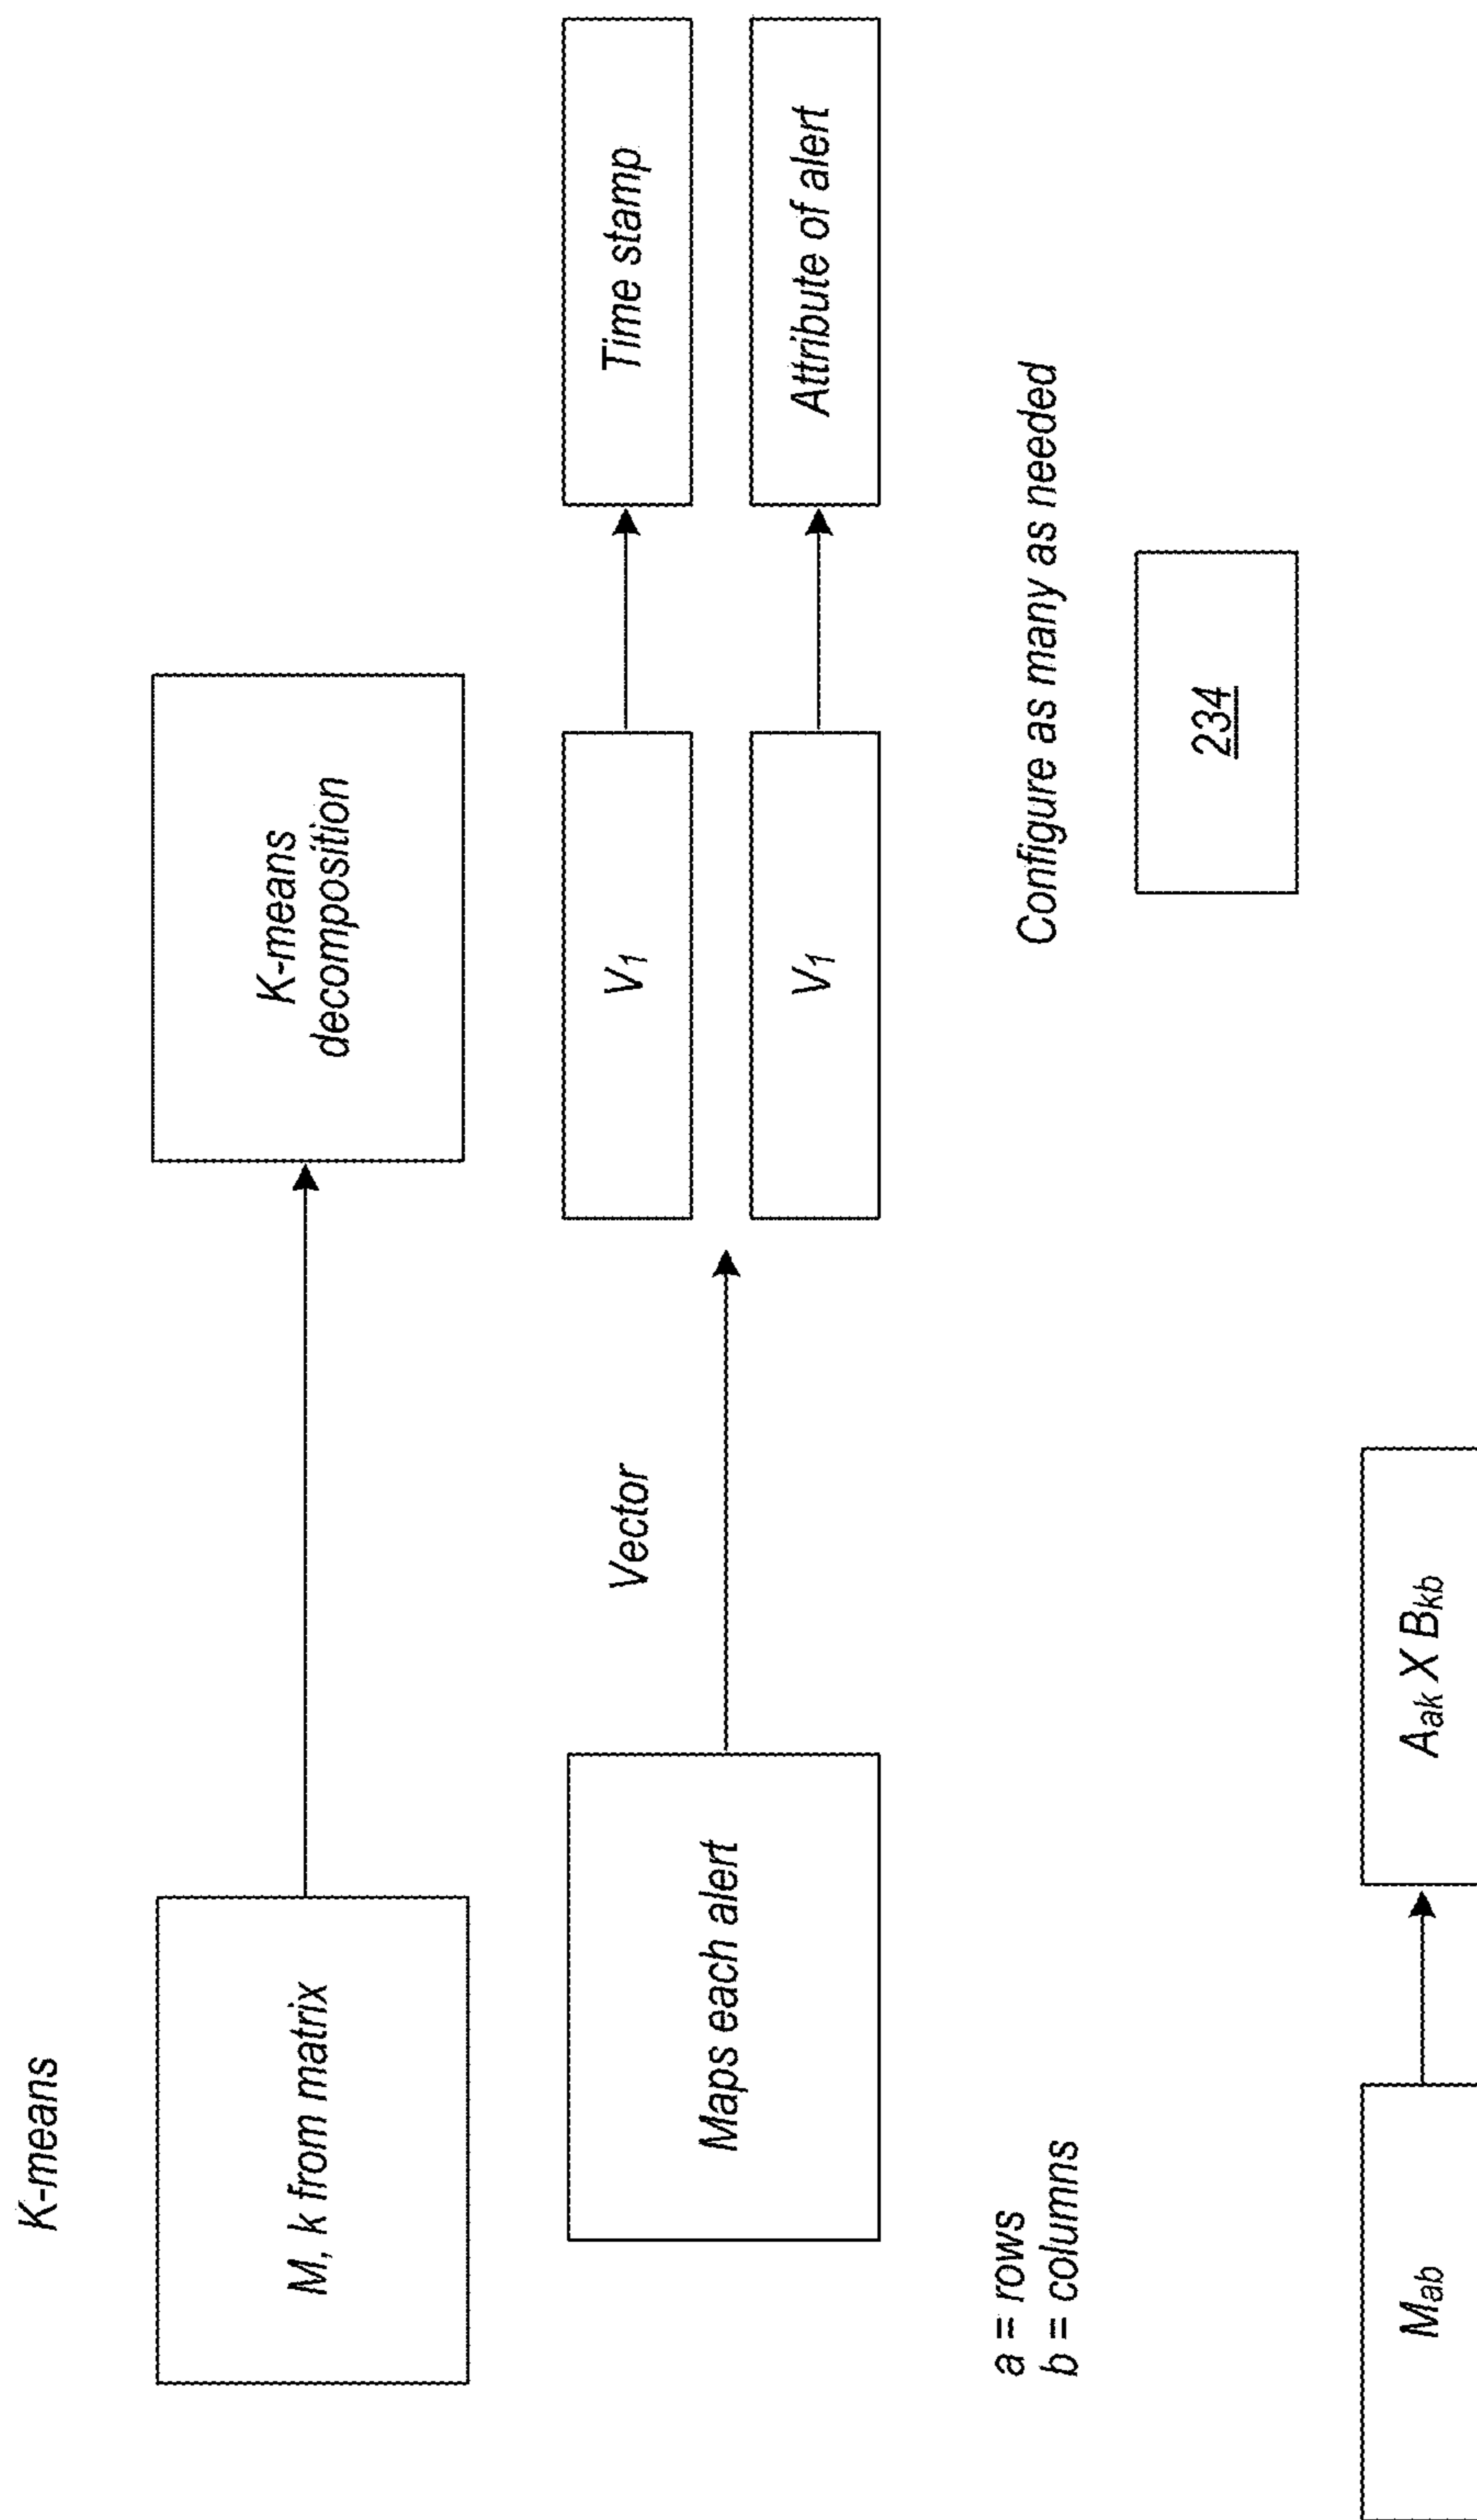 K-means
M, k from matrix
K-means
decomposition
Maps each alert
Vector
V1
Time stamp
V1
Attribute of alert
a = rows
b = columns
Configure as many as needed
234
Mab
Aak X Bkb